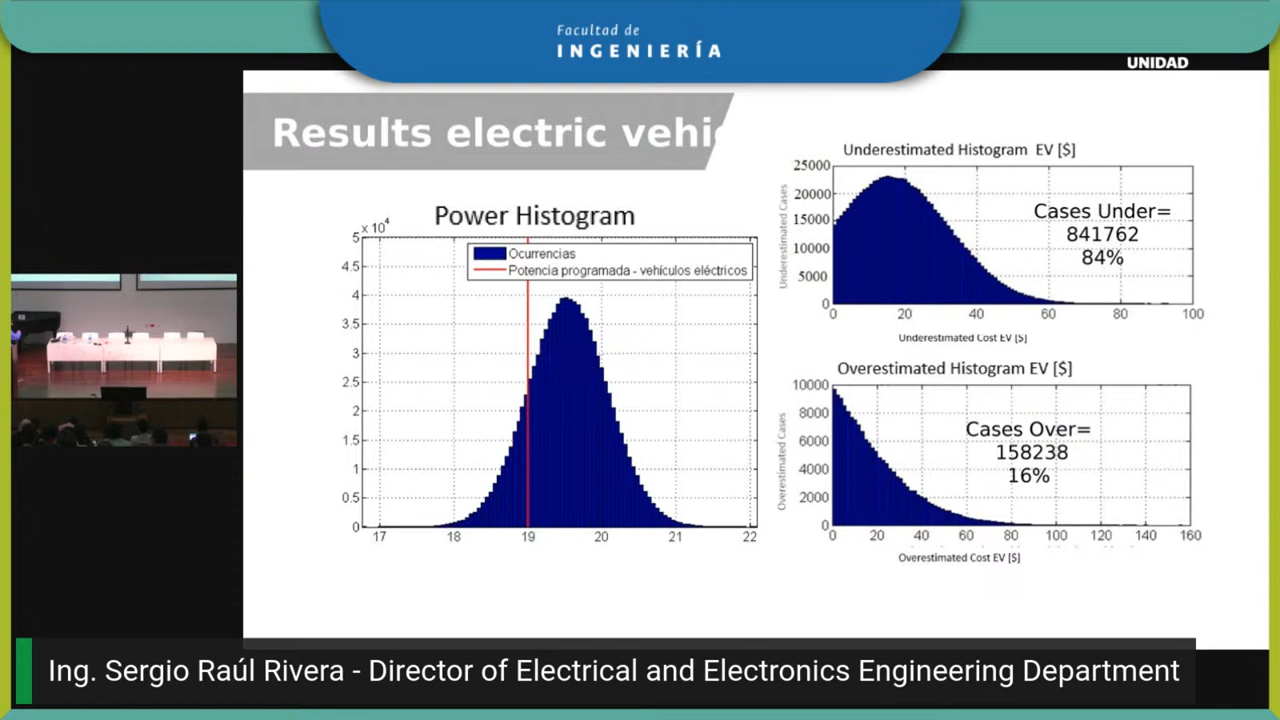 Facultad de
INGENIERÍA
UNIDAD
Results electric vehic
Power Histogram
x 10⁴
5
4.5
4
3.5
3
2.5
2
1.5
1
0.5
0
17 18 19 20 21 22
Ocurrencias
Potencia programada - vehículos eléctricos
Underestimated Histogram EV [$]
Underestimated Cases
25000
20000
15000
10000
5000
0
0 20 40 60 80 100
Cases Under=
841762
84%
Underestimated Cost EV [$]
Overestimated Histogram EV [$]
Overestimated Cases
10000
8000
6000
4000
2000
0
0 20 40 60 80 100 120 140 160
Cases Over=
158238
16%
Overestimated Cost EV [$]
Ing. Sergio Raúl Rivera - Director of Electrical and Electronics Engineering Department